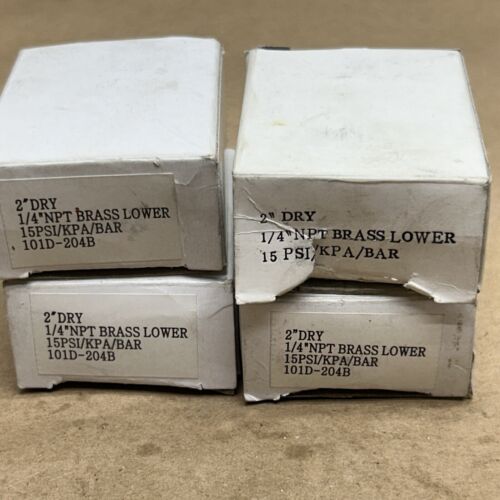 2"DRY
1/4"NPT BRASS LOWER
15PSI/KPA/BAR
101D-204B
2" DRY
1/4"NPT BRASS LOWER
15 PSI/KPA/BAR
2"DRY
1/4"NPT BRASS LOWER
15PSI/KPA/BAR
101D-204B
2"DRY
1/4"NPT BRASS LOWER
15PSI/KPA/BAR
101D-204B